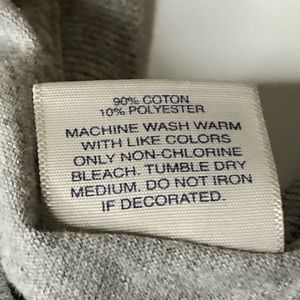 90% COTON
10% POLYESTER
MACHINE WASH WARM
WITH LIKE COLORS
ONLY NON-CHLORINE
BLEACH. TUMBLE DRY
MEDIUM. DO NOT IRON
IF DECORATED.